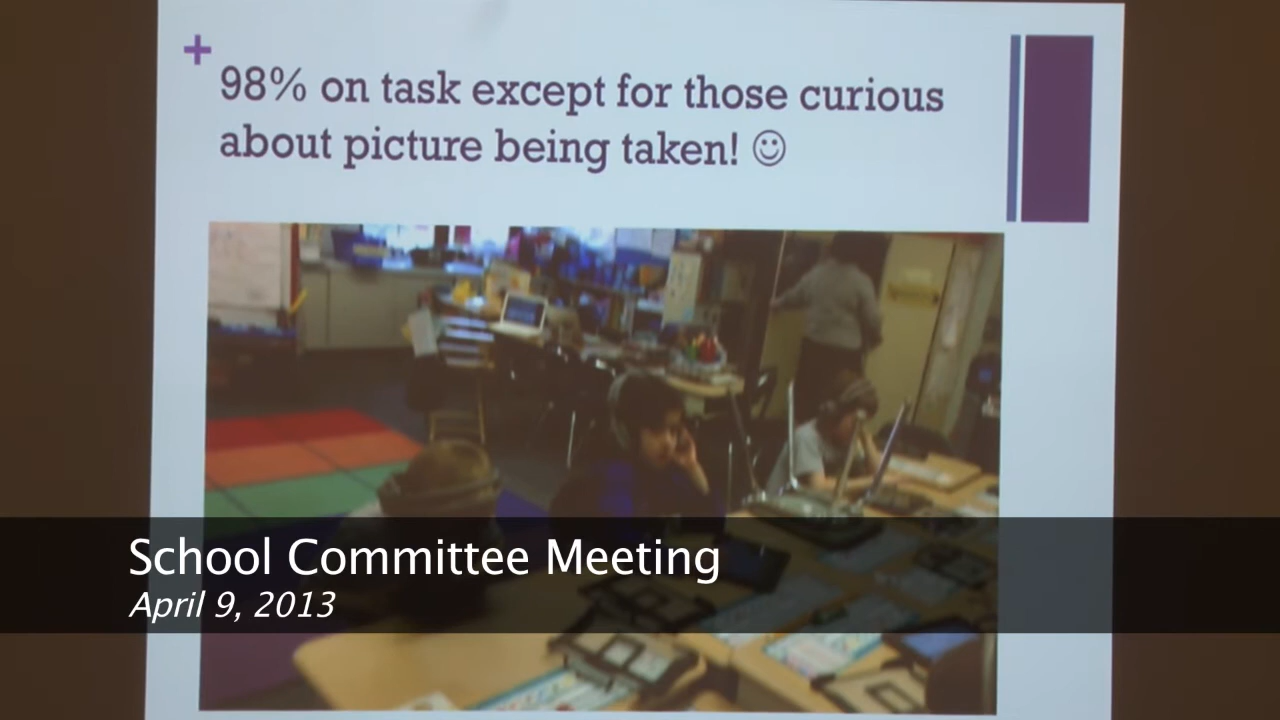 98% on task except for those curious
about picture being taken! ☺
School Committee Meeting
April 9, 2013